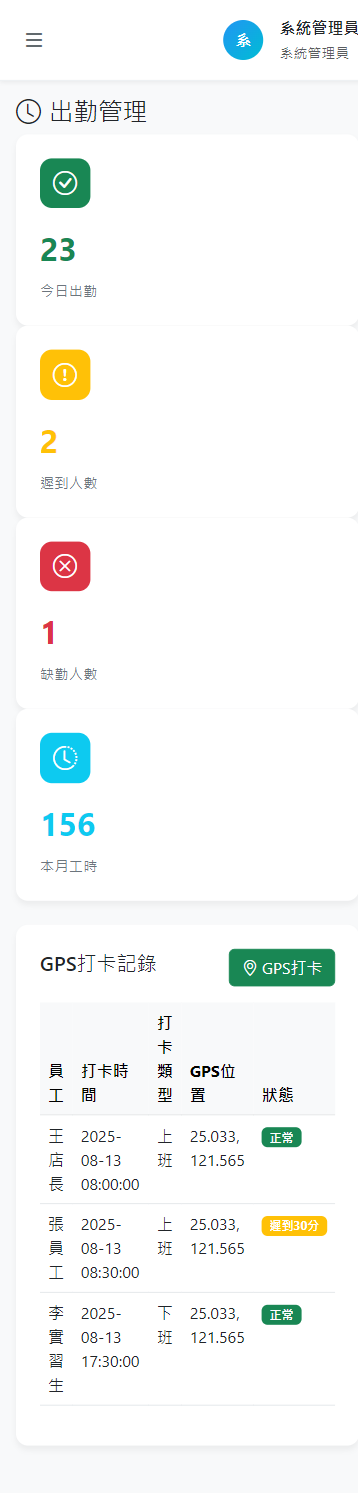 系
系統管理員
系統管理員
出勤管理
23
今日出勤
2
遲到人數
1
缺勤人數
156
本月工時
GPS打卡記錄
GPS打卡
員工
打卡時間
打卡類型
GPS位置
狀態
王店長
2025-08-13 08:00:00
上班
25.033, 121.565
正常
張員工
2025-08-13 08:30:00
上班
25.033, 121.565
遲到30分
李實習生
2025-08-13 17:30:00
下班
25.033, 121.565
正常